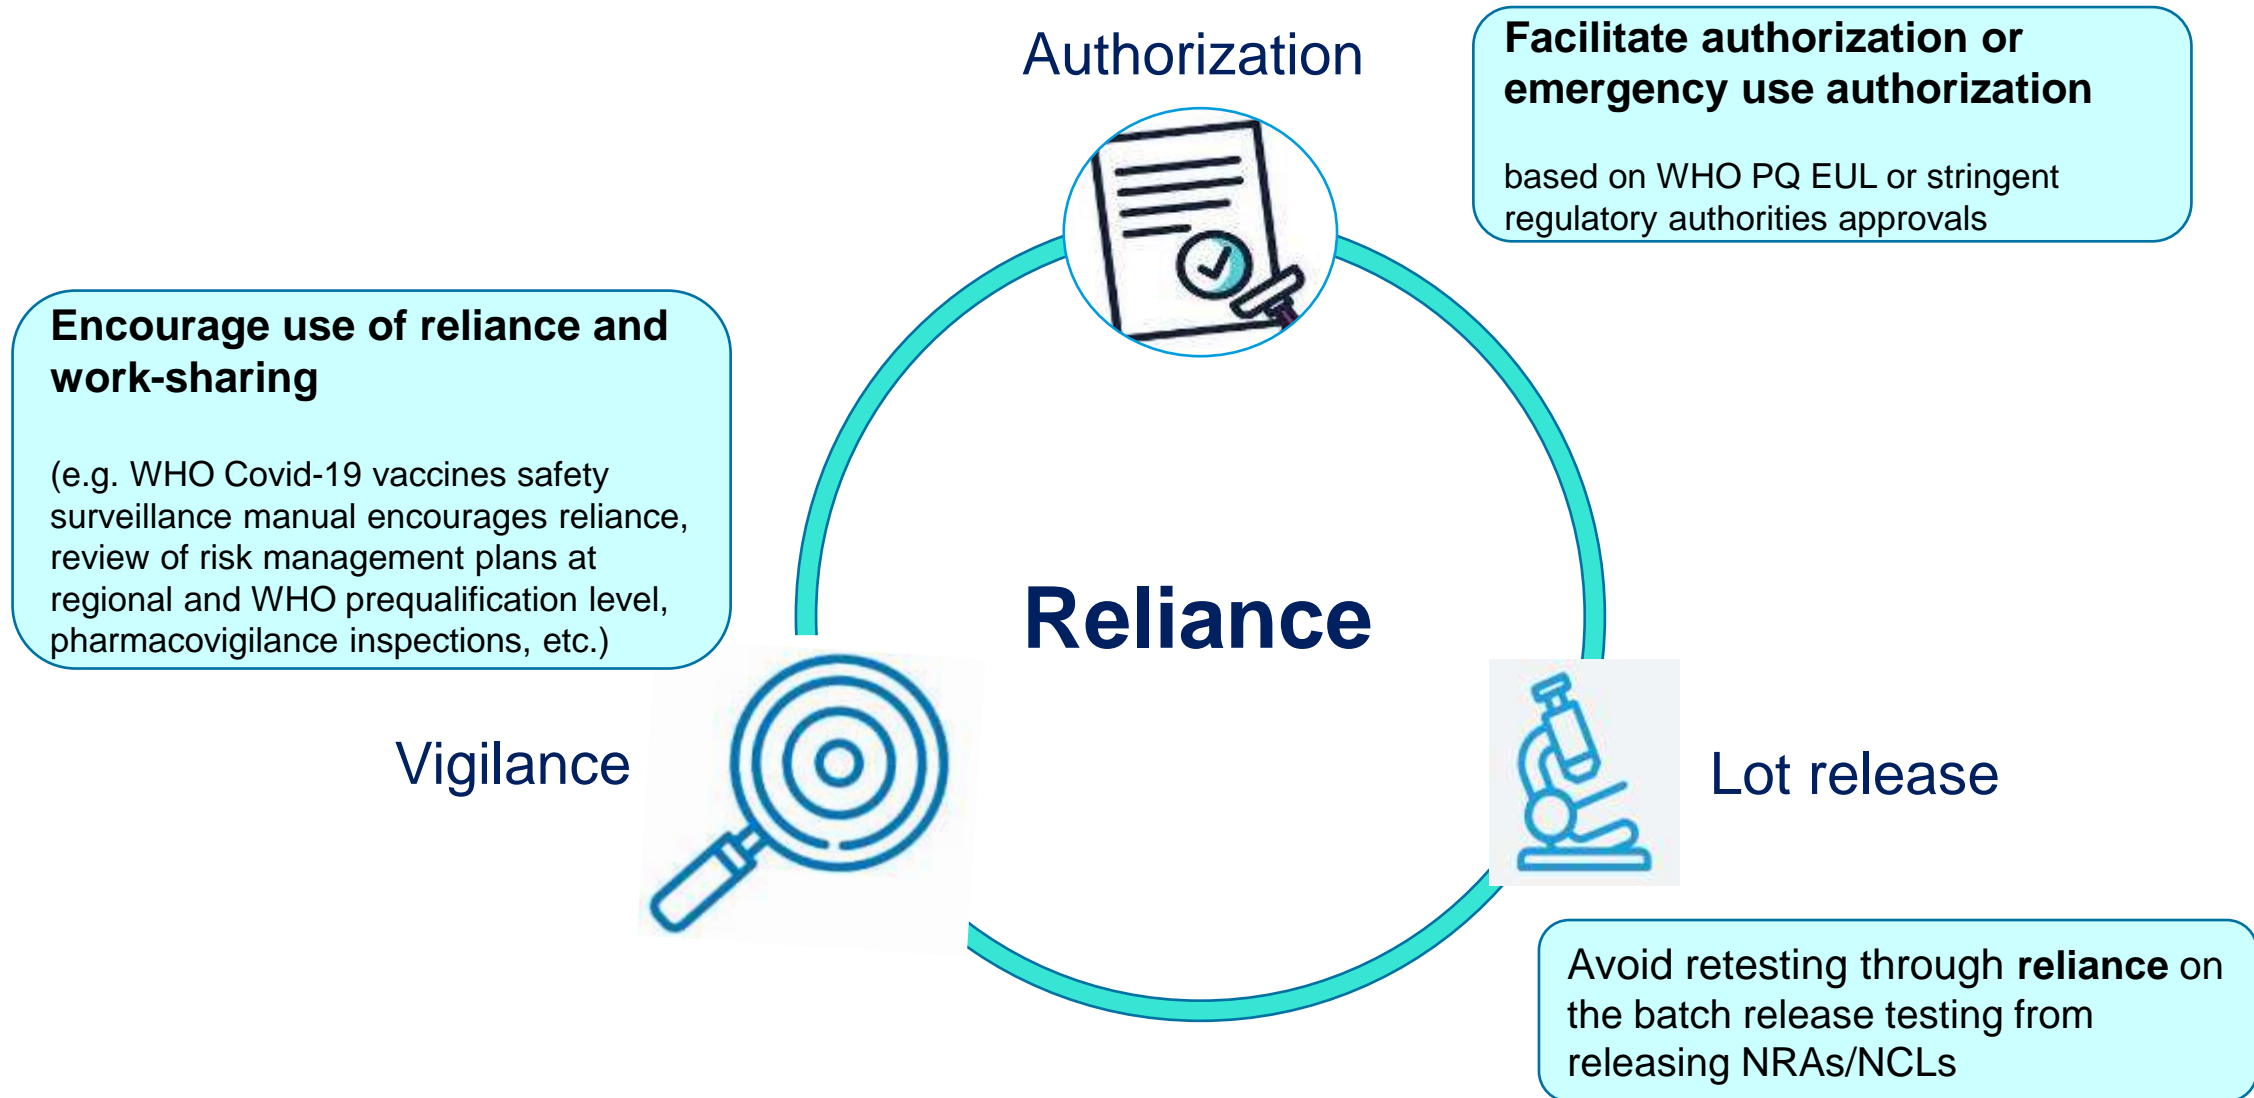 Authorization
Facilitate authorization or
emergency use authorization
based on WHO PQ EUL or stringent
regulatory authorities approvals
Encourage use of reliance and
work-sharing
(e.g. WHO Covid-19 vaccines safety
surveillance manual encourages reliance,
review of risk management plans at
regional and WHO prequalification level,
pharmacovigilance inspections, etc.)
Reliance
Vigilance
Lot release
Avoid retesting through reliance on
the batch release testing from
releasing NRAs/NCLs